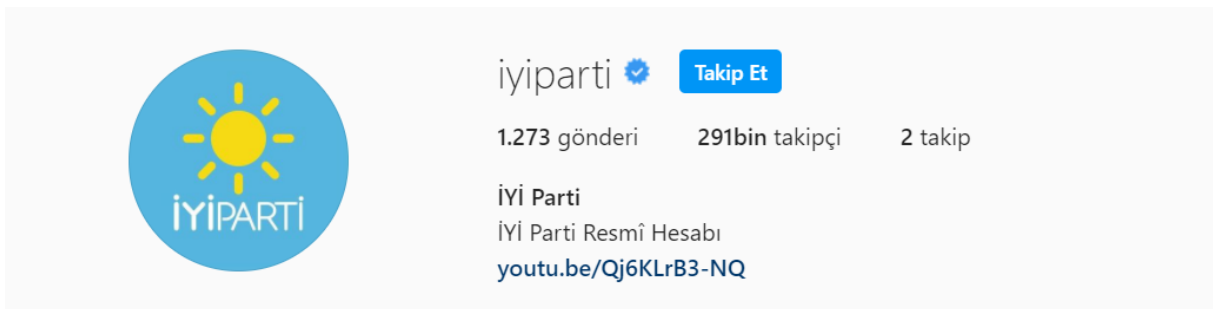 İYİPARTİ
iyiparti Takip Et
1.273 gönderi 291bin takipçi 2 takip
İYİ Parti
İYİ Parti Resmî Hesabı
youtu.be/Qj6KLrB3-NQ